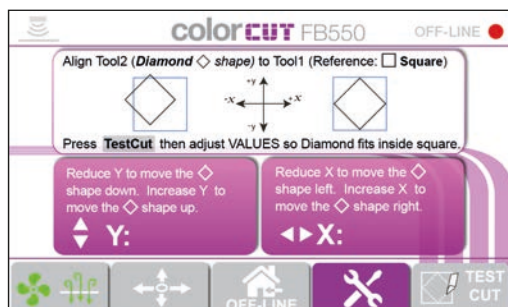 colorcut FB550
OFF-LINE
Align Tool2 (Diamond ◇ shape) to Tool1 (Reference: □ Square)
+y
-x
+x
-y
Press TestCut then adjust VALUES so Diamond fits inside square.
Reduce Y to move the ◇
shape down. Increase Y to
move the ◇ shape up.
Y:
Reduce X to move the ◇
shape left. Increase X to
move the ◇ shape right.
X:
OFF-LINE
TEST
CUT